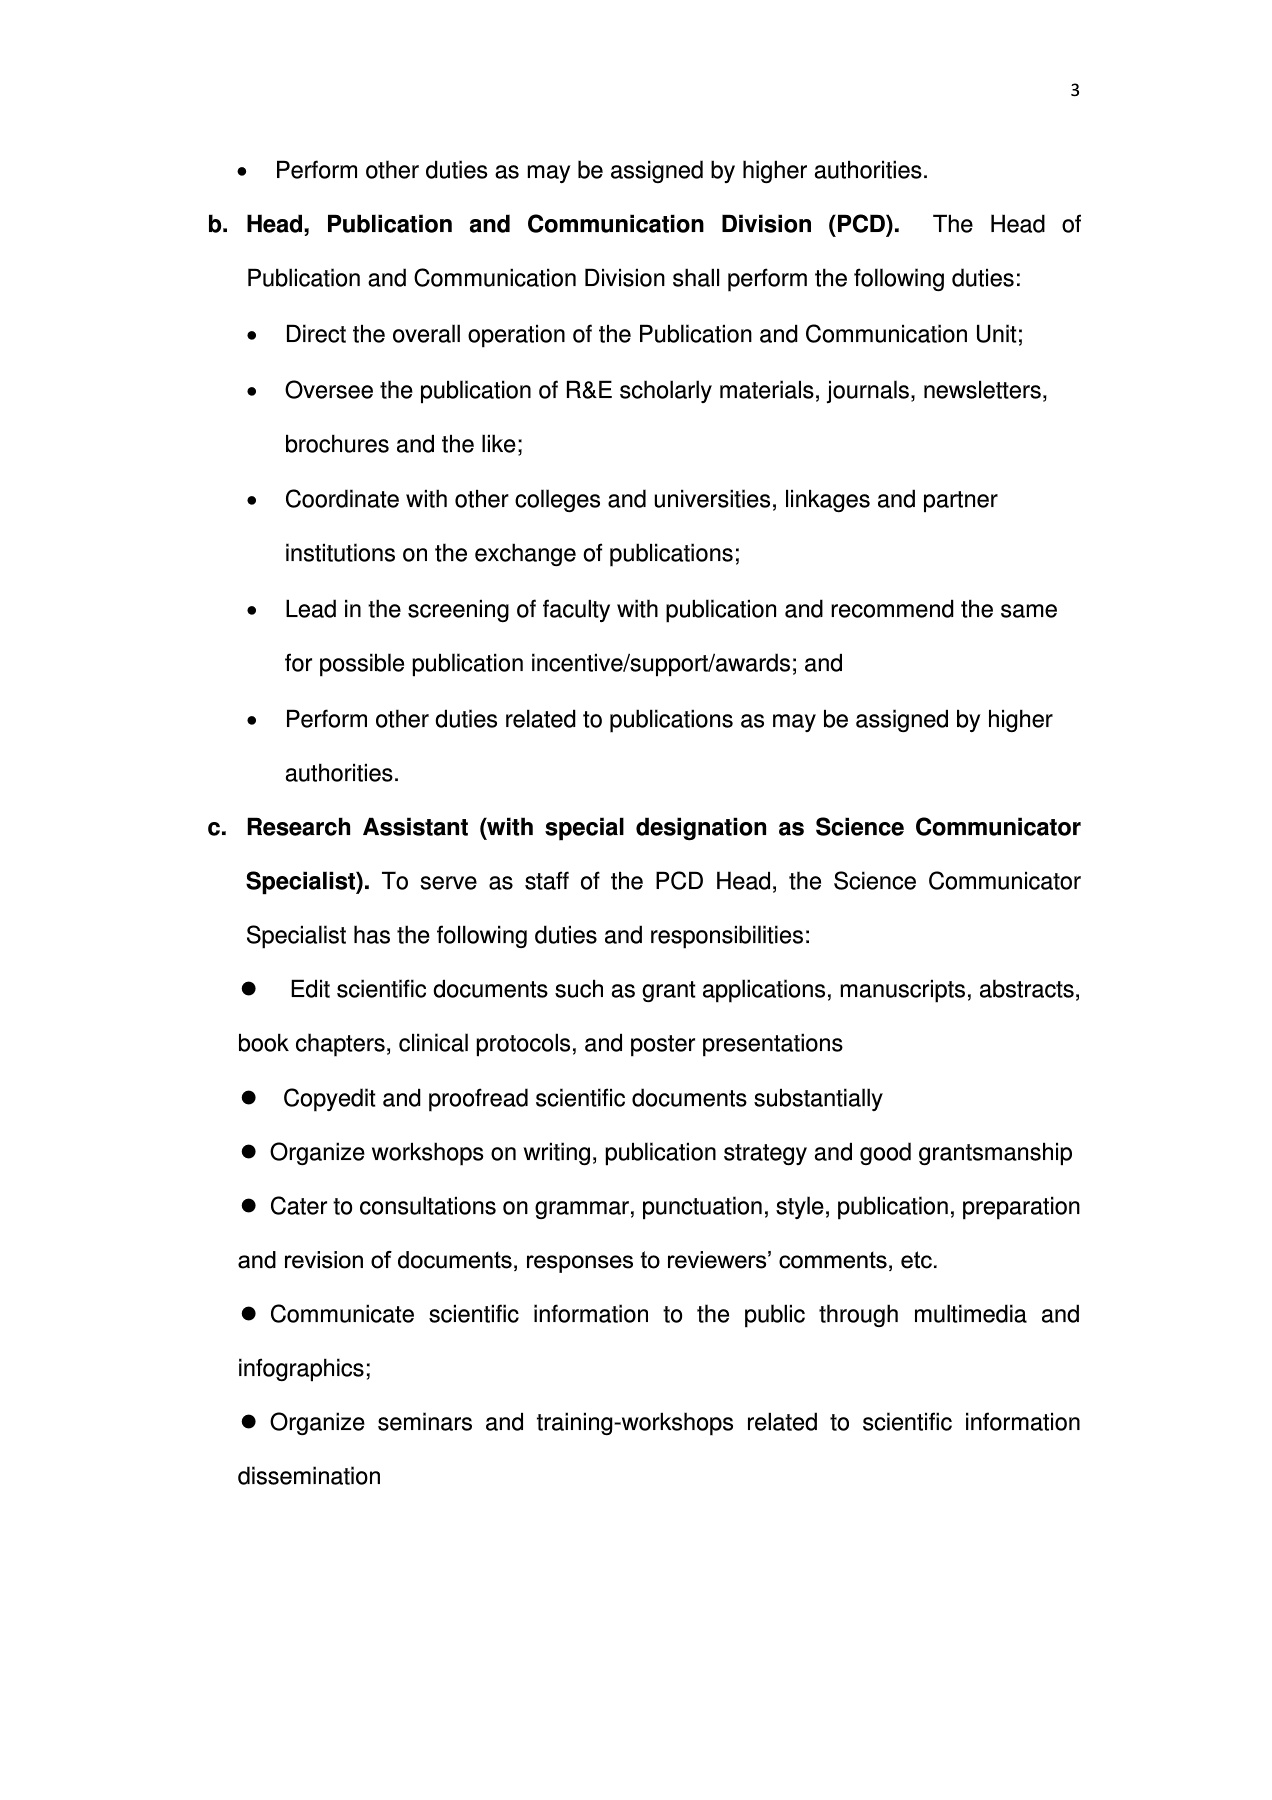 3
• Perform other duties as may be assigned by higher authorities.
b. Head, Publication and Communication Division (PCD). The Head of
Publication and Communication Division shall perform the following duties:
• Direct the overall operation of the Publication and Communication Unit;
• Oversee the publication of R&E scholarly materials, journals, newsletters,
brochures and the like;
• Coordinate with other colleges and universities, linkages and partner
institutions on the exchange of publications;
• Lead in the screening of faculty with publication and recommend the same
for possible publication incentive/support/awards; and
• Perform other duties related to publications as may be assigned by higher
authorities.
c. Research Assistant (with special designation as Science Communicator
Specialist). To serve as staff of the PCD Head, the Science Communicator
Specialist has the following duties and responsibilities:
● Edit scientific documents such as grant applications, manuscripts, abstracts,
book chapters, clinical protocols, and poster presentations
● Copyedit and proofread scientific documents substantially
● Organize workshops on writing, publication strategy and good grantsmanship
● Cater to consultations on grammar, punctuation, style, publication, preparation
and revision of documents, responses to reviewers’ comments, etc.
● Communicate scientific information to the public through multimedia and
infographics;
● Organize seminars and training-workshops related to scientific information
dissemination